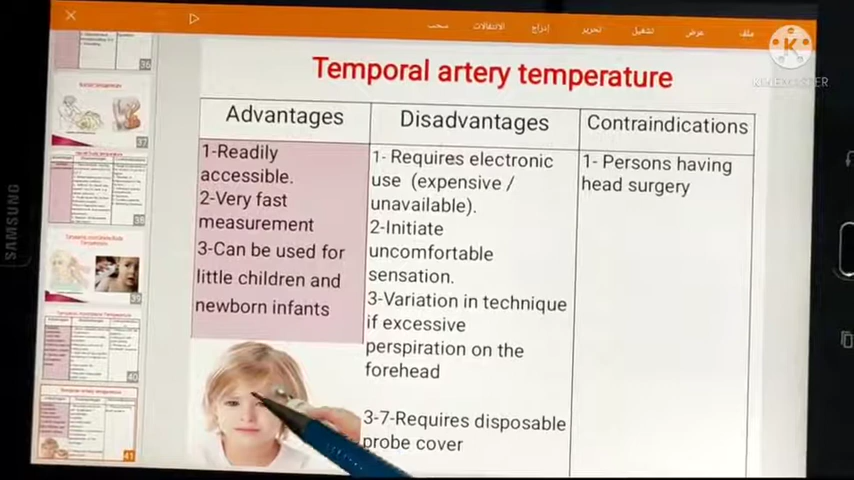 ملف
عرض
تشغيل
تحرير
إدراج
الانتقالات
سحب
SAMSUNG
K
KINEMASTER
36
37
38
39
40
41
Temporal artery temperature
Advantages
1-Readily
accessible.
2-Very fast
measurement
3-Can be used for
little children and
newborn infants
Disadvantages
1- Requires electronic
use (expensive /
unavailable).
2-Initiate
uncomfortable
sensation.
3-Variation in technique
if excessive
perspiration on the
forehead
3-7-Requires disposable
probe cover
Contraindications
1- Persons having
head surgery